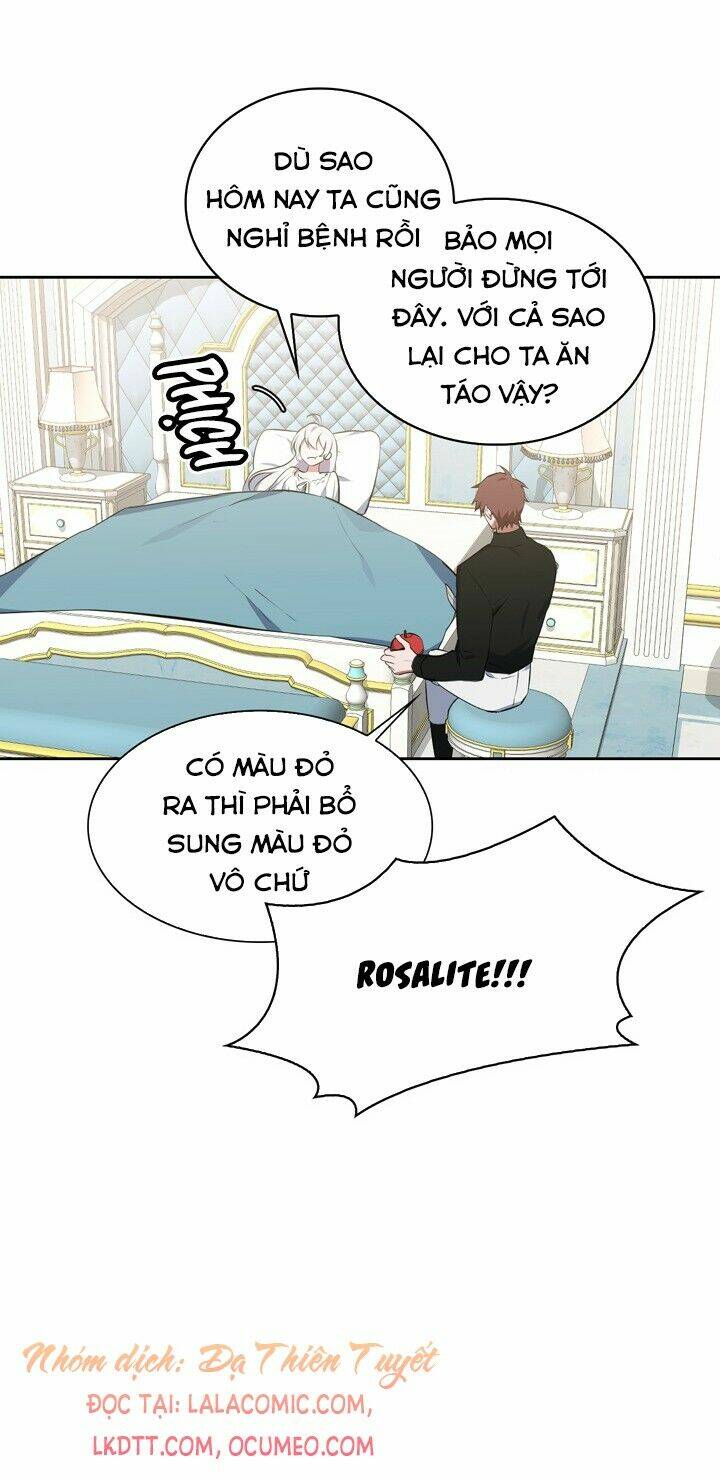 DÙ SAO
HÔM NAY TA CŨNG
NGHỈ BỆNH RỒI
BẢO MỌI
NGƯỜI ĐỪNG TỚI
ĐÂY. VỚI CẢ SAO
LẠI CHO TA ĂN
TÁO VẬY?
PHỊCH
CÓ MÀU ĐỎ
RA THÌ PHẢI BỔ
SUNG MÀU ĐỎ
VÔ CHỨ
ROSALITE!!!
Nhóm dịch: Dạ Thiên Tuyết
ĐỌC TẠI: LALACOMIC.COM,
LKDTT.COM, OCUMEO.COM